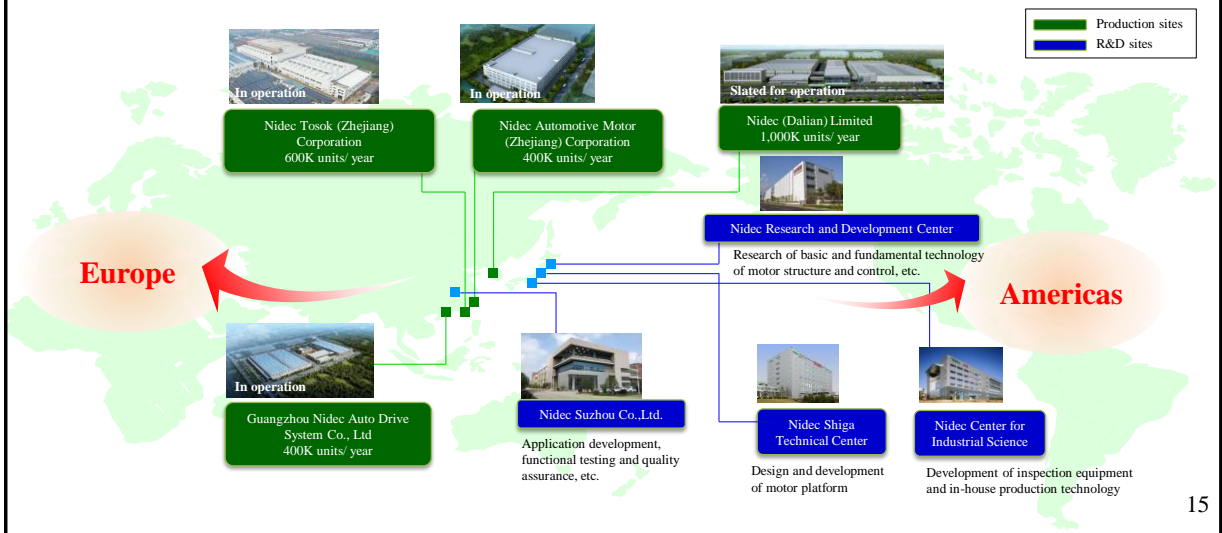 Production sites
R&D sites
In operation
In operation
Slated for operation
Nidec Tosok (Zhejiang)
Corporation
600K units/ year
Nidec Automotive Motor
(Zhejiang) Corporation
400K units/ year
Nidec (Dalian) Limited
1,000K units/ year
Nidec Research and Development Center
Research of basic and fundamental technology
of motor structure and control, etc.
Europe
Americas
In operation
Guangzhou Nidec Auto Drive
System Co., Ltd
400K units/ year
Nidec Suzhou Co.,Ltd.
Application development,
functional testing and quality
assurance, etc.
Nidec Shiga
Technical Center
Design and development
of motor platform
Nidec Center for
Industrial Science
Development of inspection equipment
and in-house production technology
15